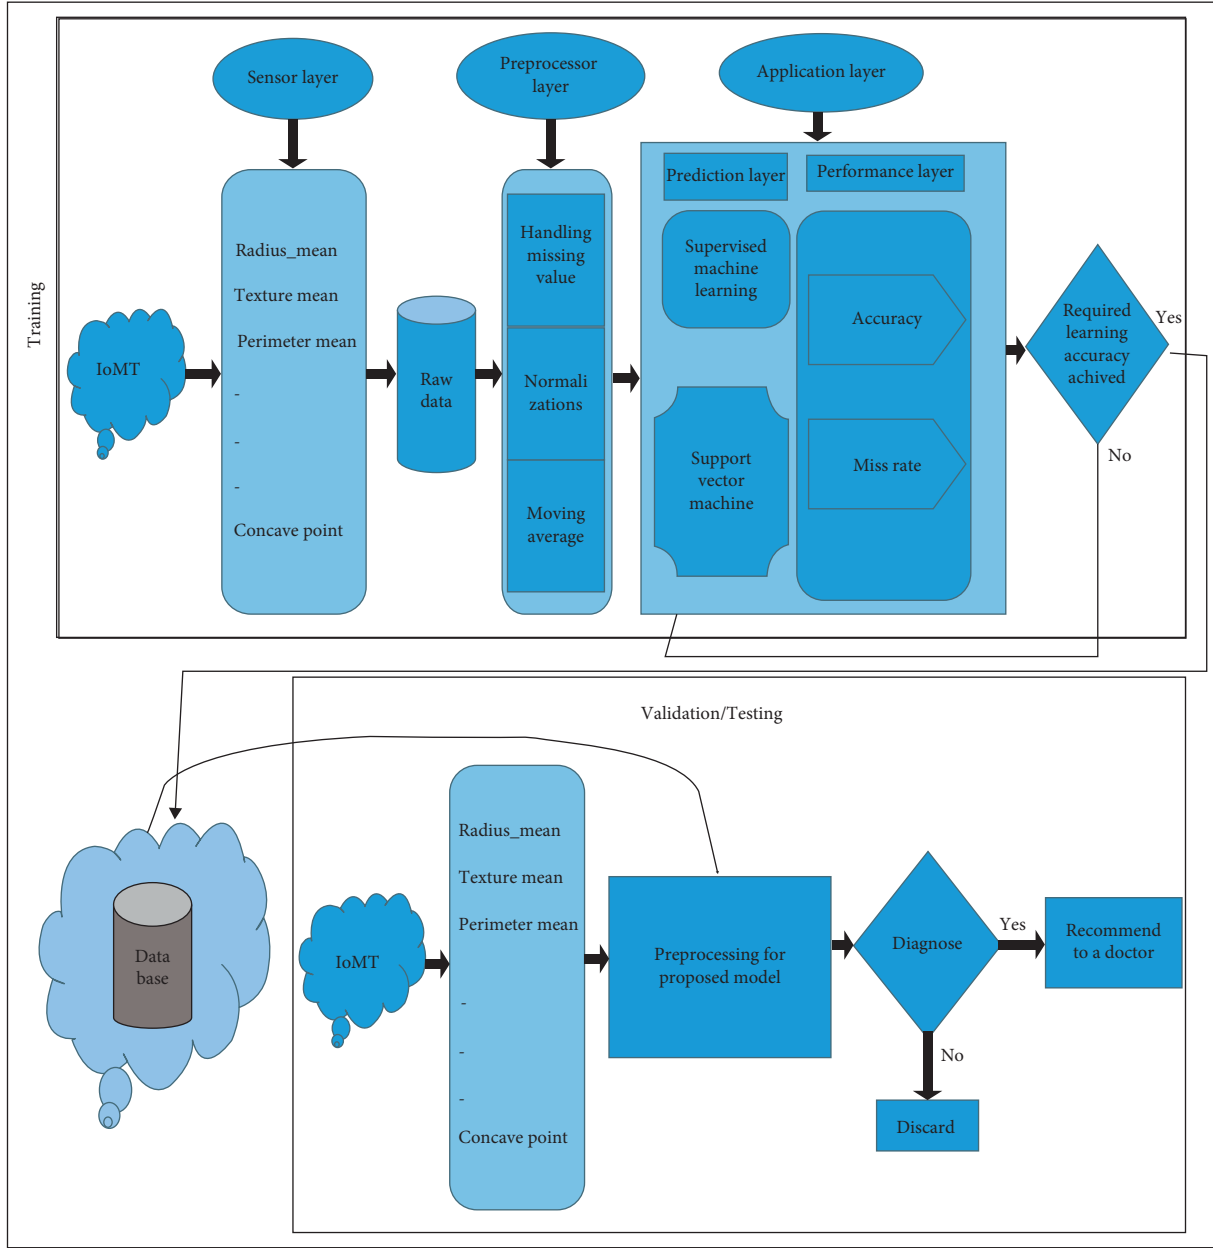 Training
Sensor layer
Preprocessor
layer
Application layer
IoMT
Radius_mean
Texture mean
Perimeter mean
-
-
-
Concave point
Raw
data
Handling
missing
value
Normali
zations
Moving
average
Prediction layer
Supervised
machine
learning
Support
vector
machine
Performance layer
Accuracy
Miss rate
Required
learning
accuracy
achived
Yes
No
Validation/Testing
Data
base
IoMT
Radius_mean
Texture mean
Perimeter mean
-
-
-
Concave point
Preprocessing for
proposed model
Diagnose
Yes
Recommend
to a doctor
No
Discard